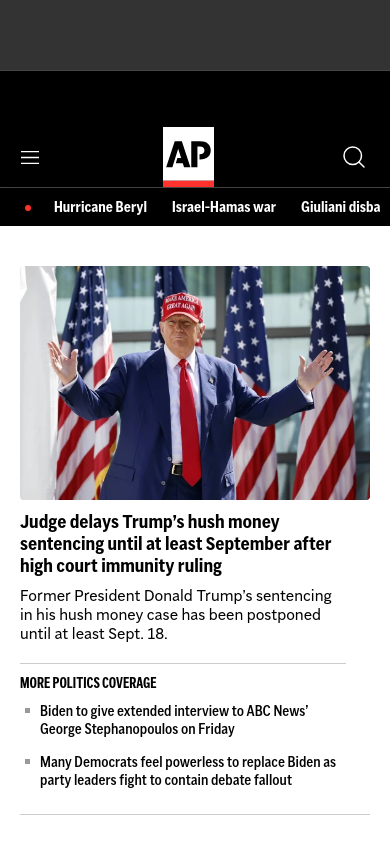 AP
Hurricane Beryl Israel-Hamas war Giuliani disba
MAKE AMERICA
GREAT AGAIN
Judge delays Trump’s hush money
sentencing until at least September after
high court immunity ruling
Former President Donald Trump’s sentencing
in his hush money case has been postponed
until at least Sept. 18.
MORE POLITICS COVERAGE
Biden to give extended interview to ABC News’
George Stephanopoulos on Friday
Many Democrats feel powerless to replace Biden as
party leaders fight to contain debate fallout